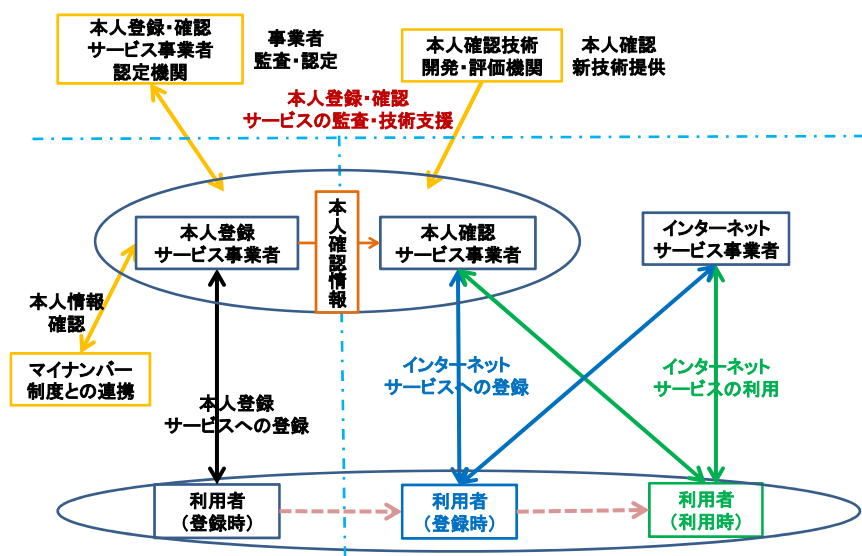 本人登録・確認
サービス事業者
認定機関
事業者
監査・認定
本人確認技術
開発・評価機関
本人確認
新技術提供
本人登録・確認
サービスの監査・技術支援
本人登録
サービス事業者
本人確認情報
本人確認
サービス事業者
インターネット
サービス事業者
本人情報
確認
マイナンバー
制度との連携
本人登録
サービスへの登録
インターネット
サービスへの登録
インターネット
サービスの利用
利用者
（登録時）
利用者
（登録時）
利用者
（利用時）